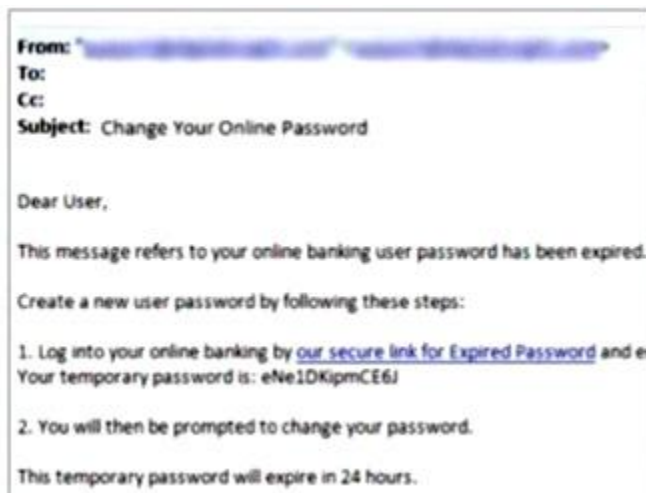 From:
To:
Cc:
Subject: Change Your Online Password
Dear User,
This message refers to your online banking user password has been expired.
Create a new user password by following these steps:
1. Log into your online banking by our secure link for Expired Password and
Your temporary password is: eNe1DKipmCE6J
2. You will then be prompted to change your password.
This temporary password will expire in 24 hours.